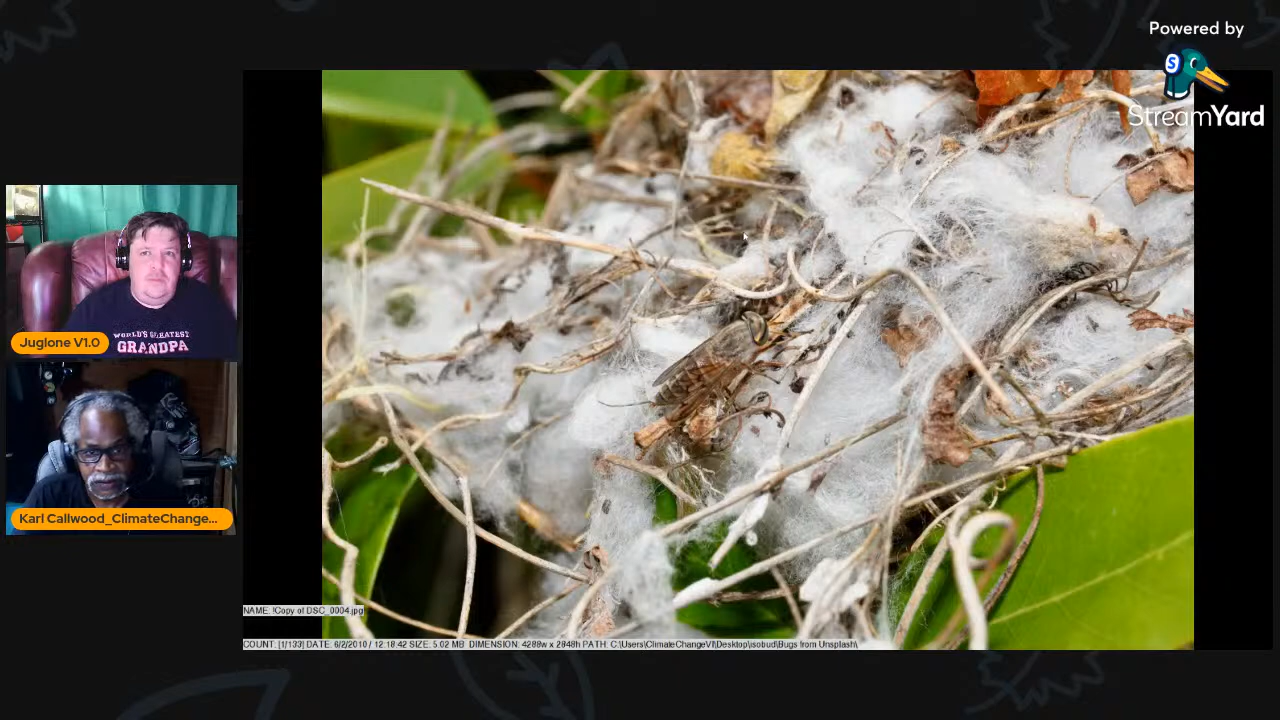 Powered by
S
StreamYard
WORLD'S GREATEST
GRANDPA
Juglone V1.0
Karl Callwood_ClimateChange...
NAME: !Copy of DSC_0004.jpg
COUNT: [1/133] DATE: 6/2/2010 / 12:18:42 SIZE: 5.02 MB DIMENSION: 4288w x 2848h PATH: C:\Users\ClimateChangeVI\Desktop\isobud\Bugs from Unsplash\